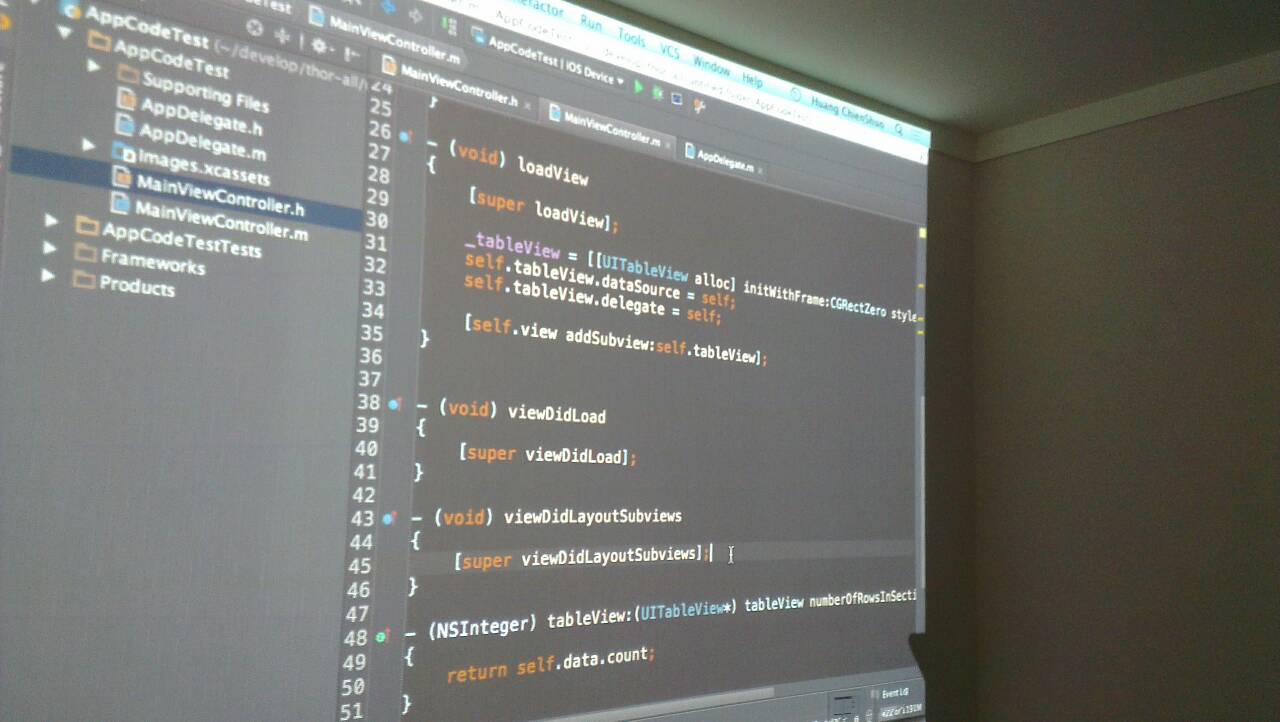 Refactor Run Tools VCS Window Help Huang ChienShuo
MainViewController.m
AppCodeTest | iOS Device
MainViewController.h
MainViewController.m
AppDelegate.m
AppCodeTest (~/develop/thor-all/
AppCodeTest
Supporting Files
AppDelegate.h
AppDelegate.m
Images.xcassets
MainViewController.h
MainViewController.m
AppCodeTestTests
Frameworks
Products
24
25 }
26
27 - (void) loadView
28 {
29 [super loadView];
30
31 _tableView = [[UITableView alloc] initWithFrame:CGRectZero style
32 self.tableView.dataSource = self;
33 self.tableView.delegate = self;
34
35 [self.view addSubview:self.tableView];
36 }
37
38 - (void) viewDidLoad
39 {
40 [super viewDidLoad];
41 }
42
43 - (void) viewDidLayoutSubviews
44 {
45 [super viewDidLayoutSubviews];
46 }
47
48 - (NSInteger) tableView:(UITableView*) tableView numberOfRowsInSecti
49 {
50 return self.data.count;
51 }
Event Log